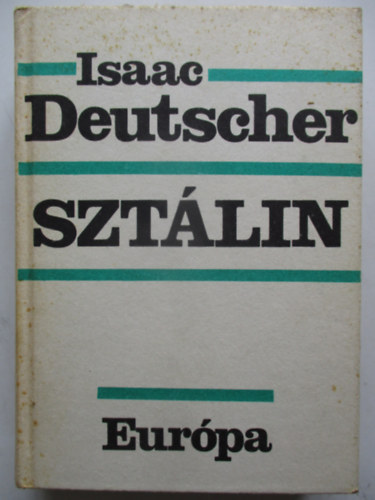 Isaac
Deutscher
SZTÁLIN
Európa